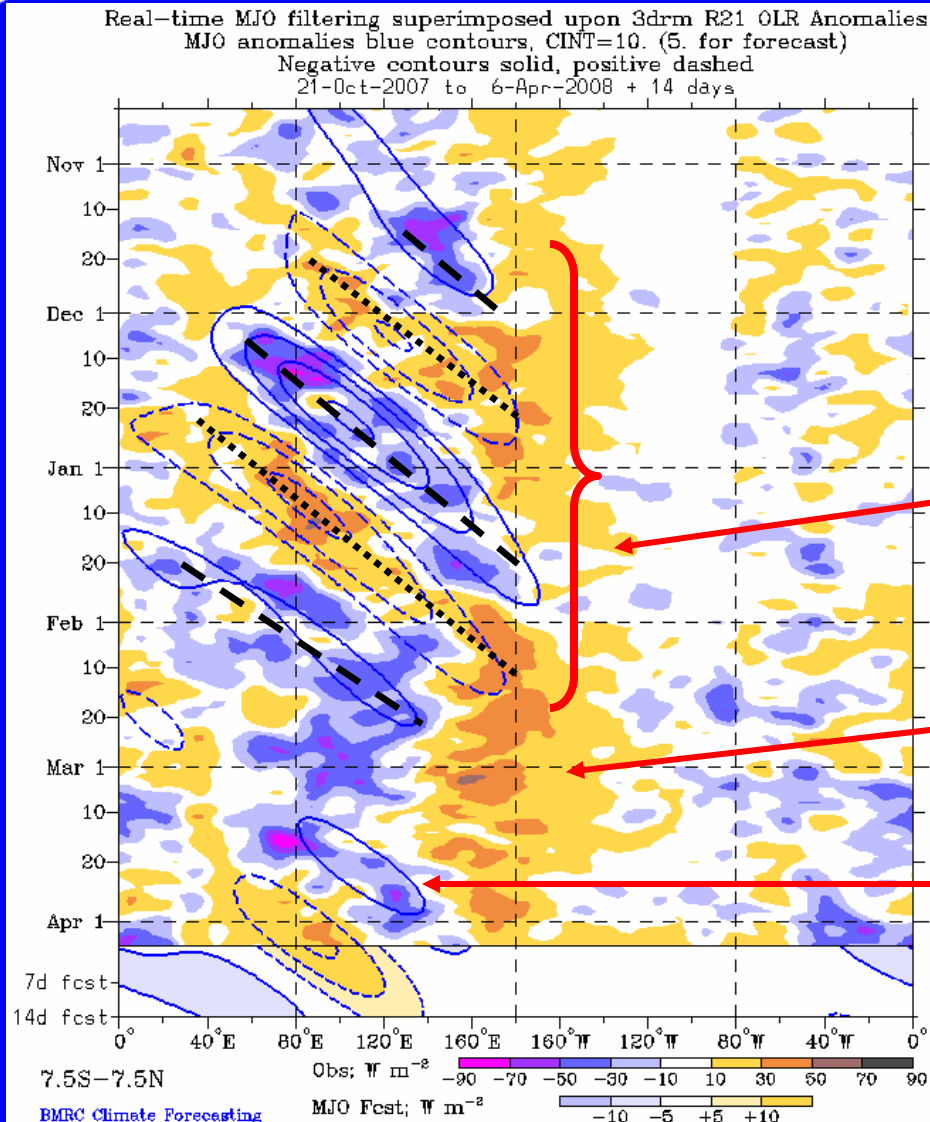 Real-time MJO filtering superimposed upon 3drm R21 OLR Anomalies
MJO anomalies blue contours, CINT=10. (5. for forecast)
Negative contours solid, positive dashed
21-Oct-2007 to 6-Apr-2008 + 14 days
Nov 1
10
20
Dec 1
10
20
Jan 1
10
20
Feb 1
10
20
Mar 1
10
20
Apr 1
7d fcst
14d fcst
0° 40°E 80°E 120°E 160°E 160°W 120°W 80°W 40°W 0°
7.5S-7.5N
Obs; W m⁻² -90 -70 -50 -30 -10 10 30 50 70 90
MJO Fcst; W m⁻² -10 -5 +5 +10
BMRC Climate Forecasting